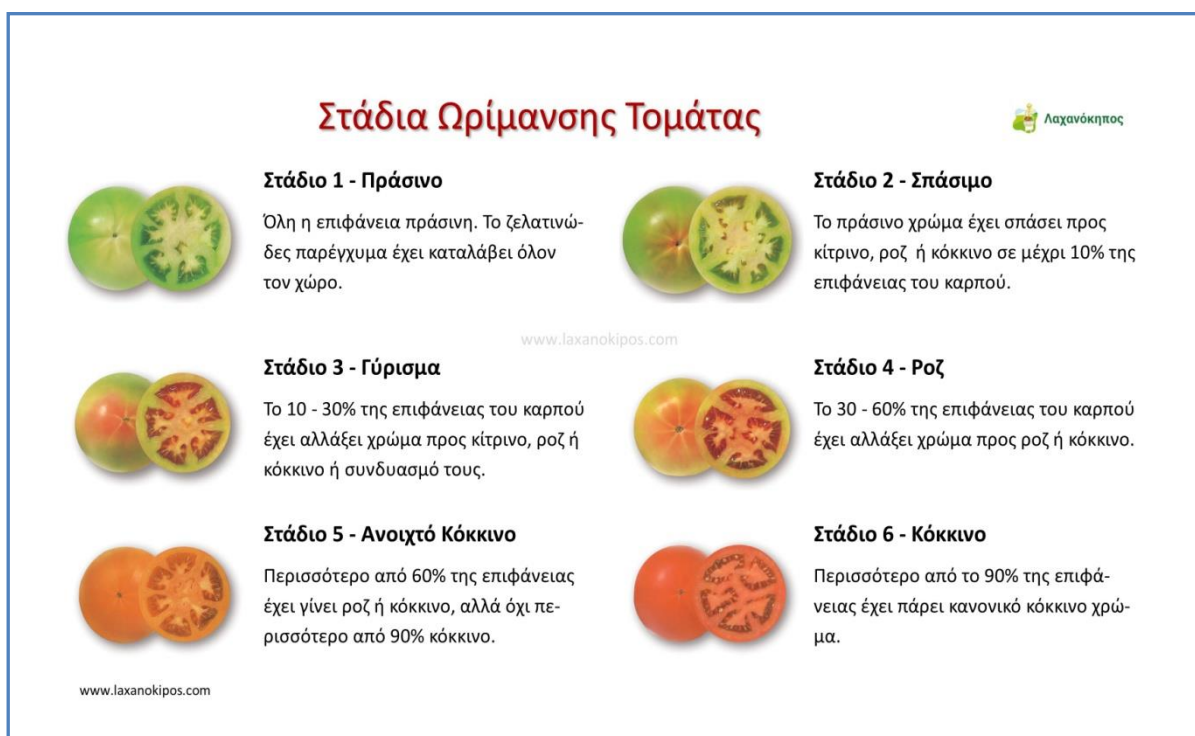 Στάδια Ωρίμανσης Τομάτας
Λαχανόκηπος
Στάδιο 1 - Πράσινο
Όλη η επιφάνεια πράσινη. Το ζελατινώ-
δες παρέγχυμα έχει καταλάβει όλον
τον χώρο.
Στάδιο 2 - Σπάσιμο
Το πράσινο χρώμα έχει σπάσει προς
κίτρινο, ροζ ή κόκκινο σε μέχρι 10% της
επιφάνειας του καρπού.
www.laxanokipos.com
Στάδιο 3 - Γύρισμα
Το 10 - 30% της επιφάνειας του καρπού
έχει αλλάξει χρώμα προς κίτρινο, ροζ ή
κόκκινο ή συνδυασμό τους.
Στάδιο 4 - Ροζ
Το 30 - 60% της επιφάνειας του καρπού
έχει αλλάξει χρώμα προς ροζ ή κόκκινο.
Στάδιο 5 - Ανοιχτό Κόκκινο
Περισσότερο από 60% της επιφάνειας
έχει γίνει ροζ ή κόκκινο, αλλά όχι πε-
ρισσότερο από 90% κόκκινο.
Στάδιο 6 - Κόκκινο
Περισσότερο από το 90% της επιφά-
νειας έχει πάρει κανονικό κόκκινο χρώ-
μα.
www.laxanokipos.com